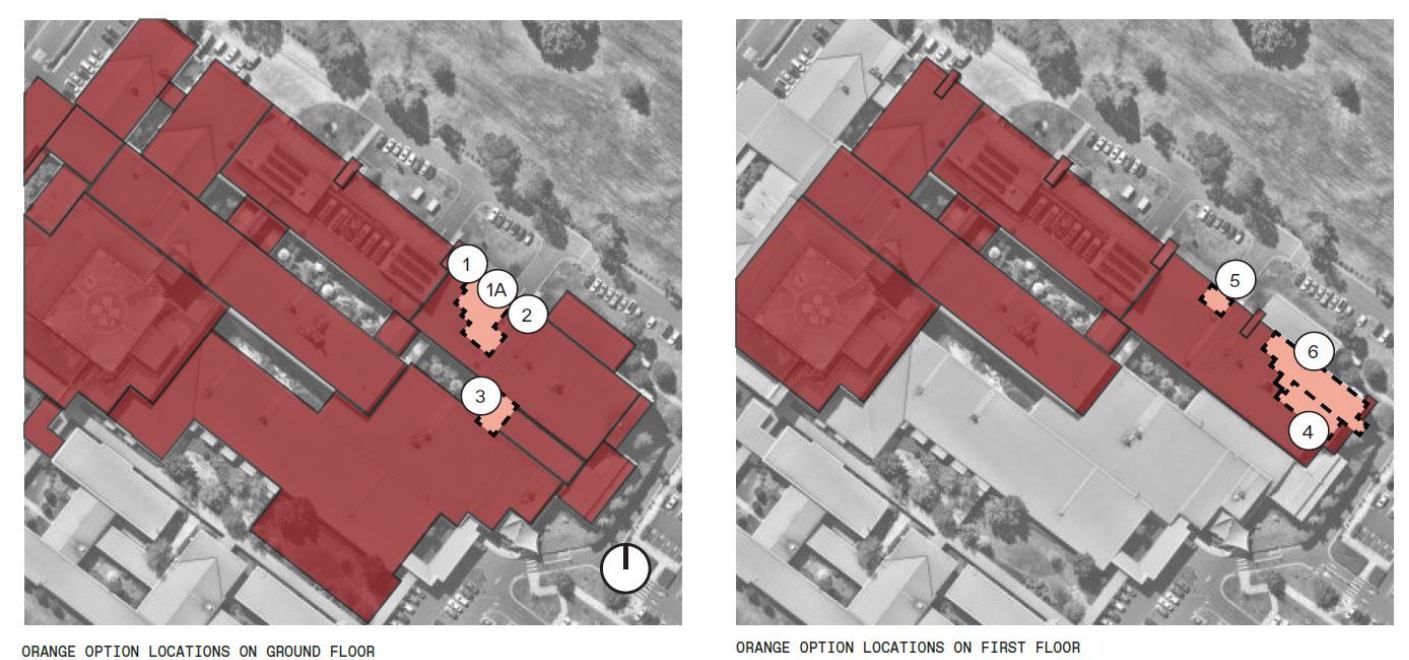 1
1A
2
3
5
6
4
ORANGE OPTION LOCATIONS ON GROUND FLOOR
ORANGE OPTION LOCATIONS ON FIRST FLOOR